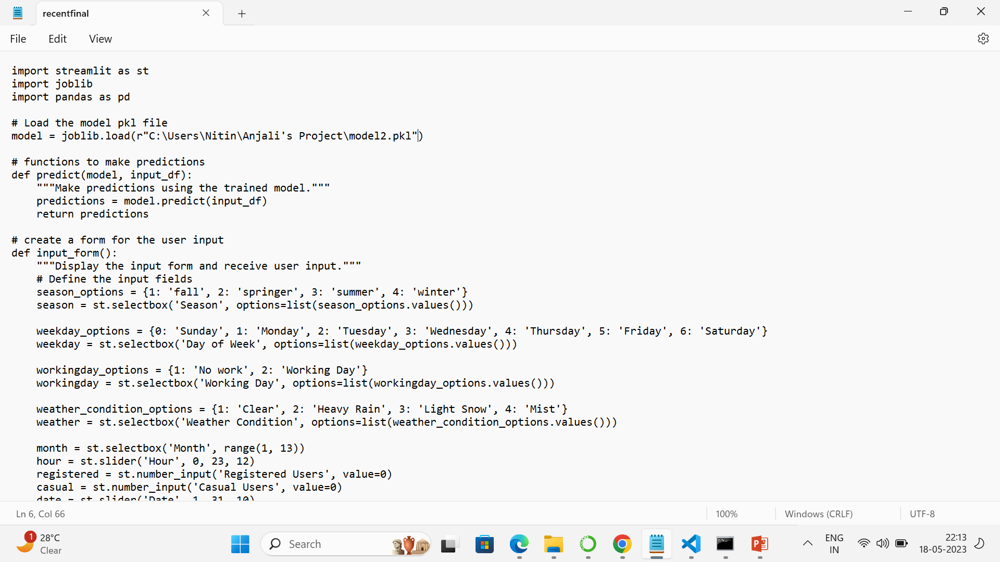 recentfinal
File Edit View
import streamlit as st
import joblib
import pandas as pd
# Load the model pkl file
model = joblib.load(r"C:\Users\Nitin\Anjali's Project\model2.pkl")
# functions to make predictions
def predict(model, input_df):
    """Make predictions using the trained model."""
    predictions = model.predict(input_df)
    return predictions
# create a form for the user input
def input_form():
    """Display the input form and receive user input."""
    # Define the input fields
    season_options = {1: 'fall', 2: 'springer', 3: 'summer', 4: 'winter'}
    season = st.selectbox('Season', options=list(season_options.values()))
    weekday_options = {0: 'Sunday', 1: 'Monday', 2: 'Tuesday', 3: 'Wednesday', 4: 'Thursday', 5: 'Friday', 6: 'Saturday'}
    weekday = st.selectbox('Day of Week', options=list(weekday_options.values()))
    workingday_options = {1: 'No work', 2: 'Working Day'}
    workingday = st.selectbox('Working Day', options=list(workingday_options.values()))
    weather_condition_options = {1: 'Clear', 2: 'Heavy Rain', 3: 'Light Snow', 4: 'Mist'}
    weather = st.selectbox('Weather Condition', options=list(weather_condition_options.values()))
    month = st.selectbox('Month', range(1, 13))
    hour = st.slider('Hour', 0, 23, 12)
    registered = st.number_input('Registered Users', value=0)
    casual = st.number_input('Casual Users', value=0)
    date = st.slider('Date', 1, 31, 10)
Ln 6, Col 66 100% Windows (CRLF) UTF-8
1 28°C
Clear
Search
ENG
IN
22:13
18-05-2023